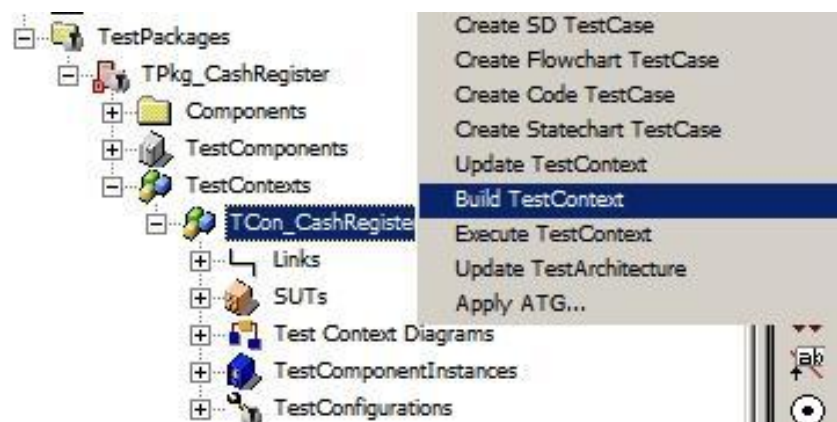 TestPackages
TPkg_CashRegister
Components
TestComponents
TestContexts
TCon_CashRegiste
Links
SUTs
Test Context Diagrams
TestComponentInstances
TestConfigurations
Create SD TestCase
Create Flowchart TestCase
Create Code TestCase
Create Statechart TestCase
Update TestContext
Build TestContext
Execute TestContext
Update TestArchitecture
Apply ATG...
ab